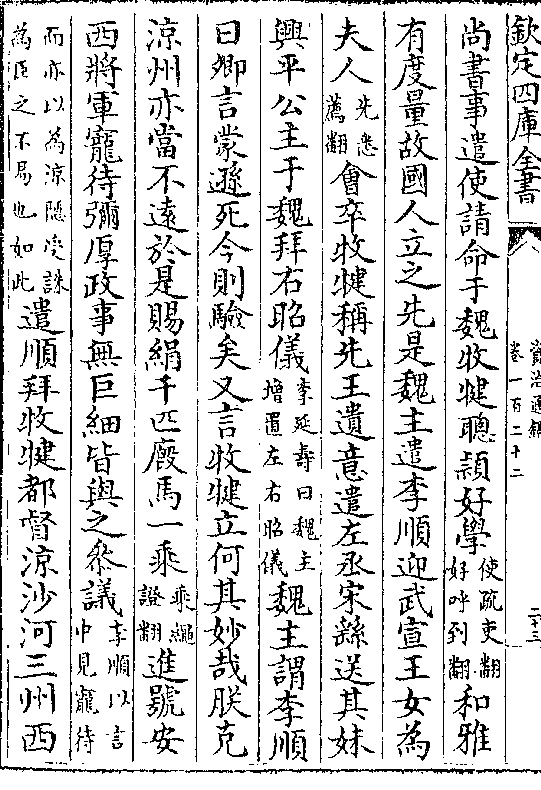 欽定四庫全書
資治通鑑
卷一百二十二
二十三
尚書事遣使請命于魏牧犍聰穎好學使疏吏翻好呼到翻和雅
有度量故國人立之先是魏主遣李順迎武宣王女為
夫人先悉薦翻會卒牧犍稱先王遺意遣左丞宋繇送其妹
興平公主于魏拜右昭儀李延壽曰魏主增置左右昭儀魏主謂李順
曰卿言蒙遜死今則驗矣又言牧犍立何其妙哉朕克
涼州亦當不遠於是賜絹千匹廐馬一乘乘繩證翻進號安
西將軍寵待彌厚政事無巨細皆與之參議李順以言中見寵待
而亦以為涼隱受誅為臣之不易也如此遣順拜牧犍都督涼沙河三州西